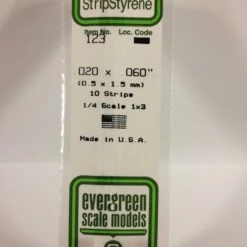 StripStyrene
Item No. Loc. Code
123
.020 x .060"
(0.5 x 1.5 mm)
10 Strips
1/4 Scale 1x3
Made in U.S.A.
evergreen
scale models